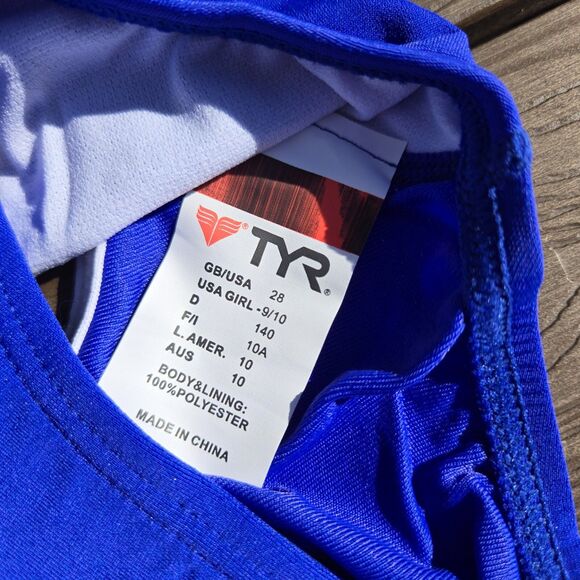 TYR
GB/USA 28
USA GIRL - 9/10
D 140
F/I 10A
L. AMER. 10
AUS 10
BODY&LINING:
100%POLYESTER
MADE IN CHINA